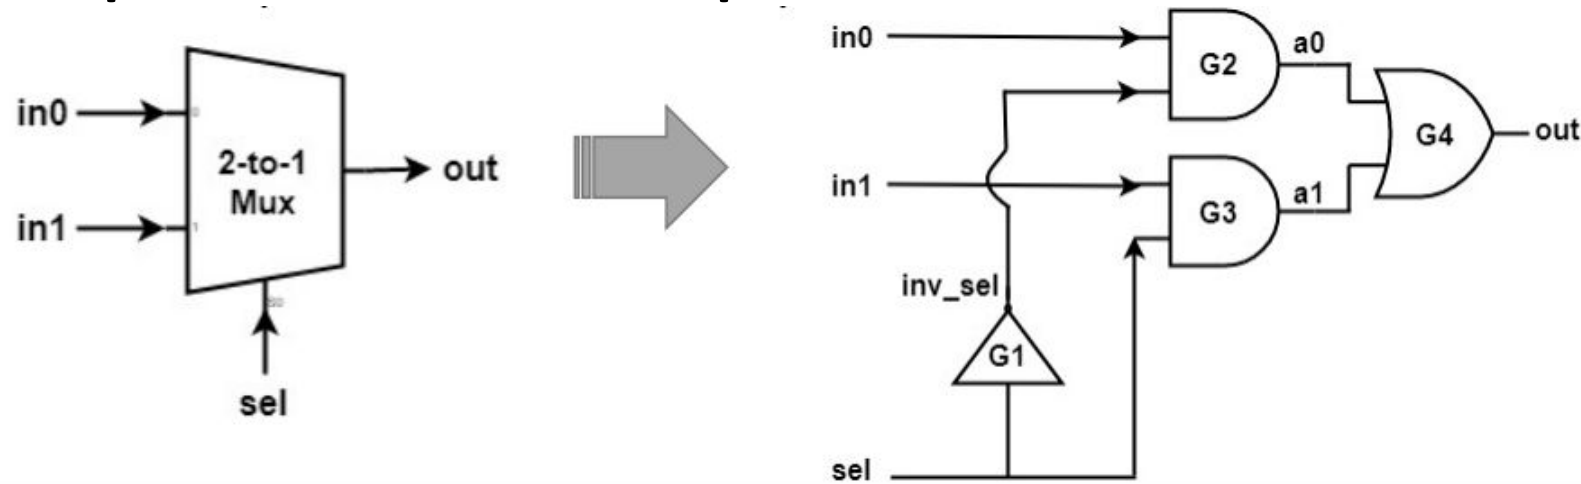 in0
in1
2-to-1
Mux
out
sel
in0
in1
inv_sel
sel
G1
G2
G3
a0
a1
G4
out